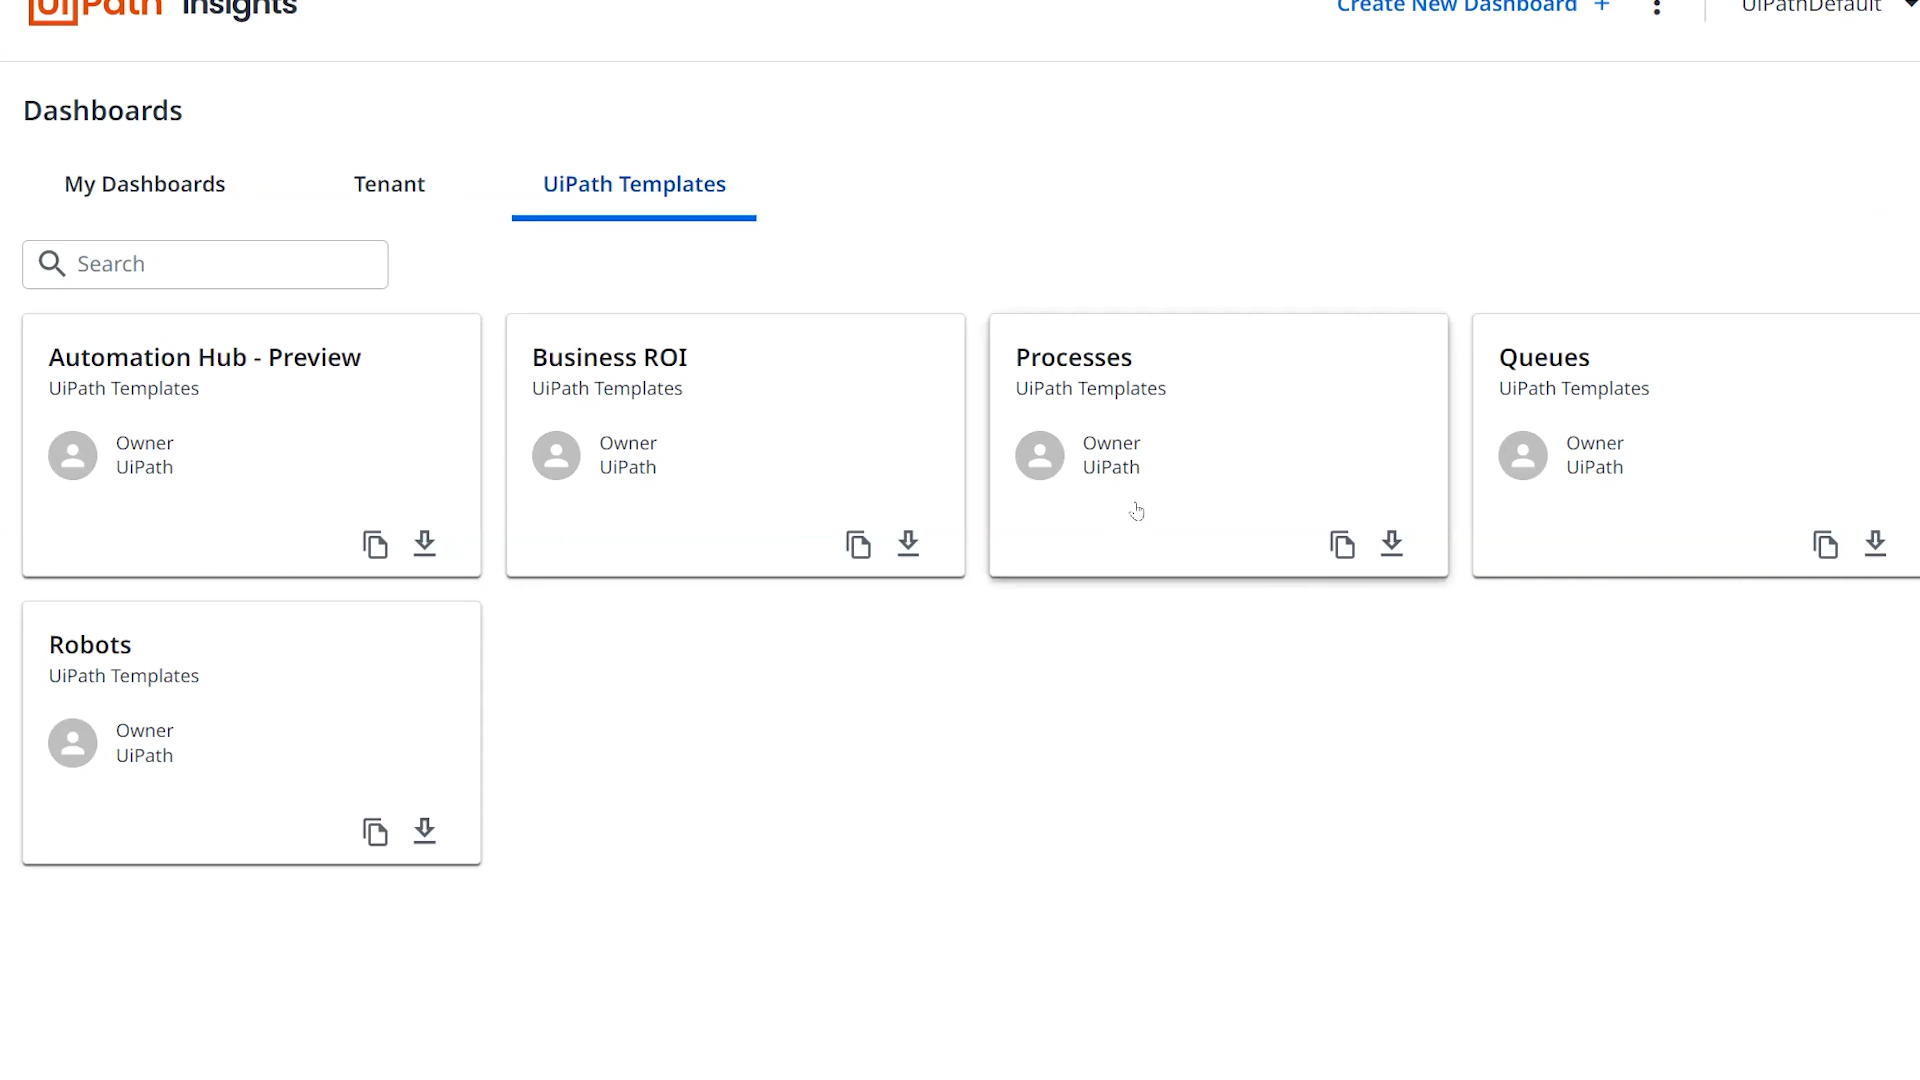 UiPath Insights
Create New Dashboard +
UiPathDefault
Dashboards
My Dashboards
Tenant
UiPath Templates
Search
Automation Hub - Preview
UiPath Templates
Owner
UiPath
Business ROI
UiPath Templates
Owner
UiPath
Processes
UiPath Templates
Owner
UiPath
Queues
UiPath Templates
Owner
UiPath
Robots
UiPath Templates
Owner
UiPath